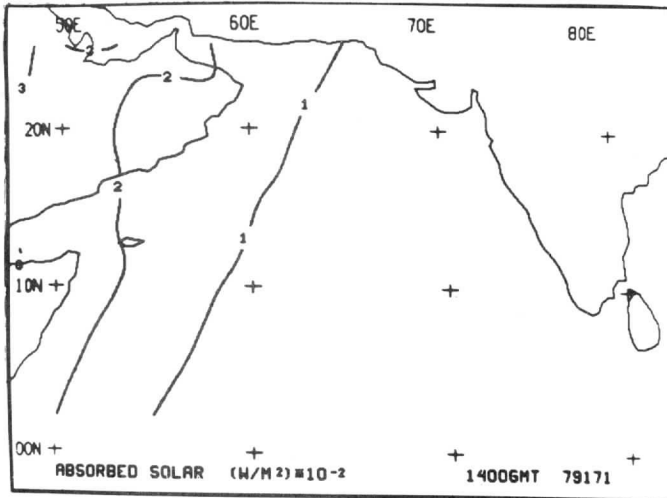 50E 60E 70E 80E
3 2
3
2
1
20N
2
1
10N
00N
ABSORBED SOLAR (W/M²)*10-2 1400GMT 79171